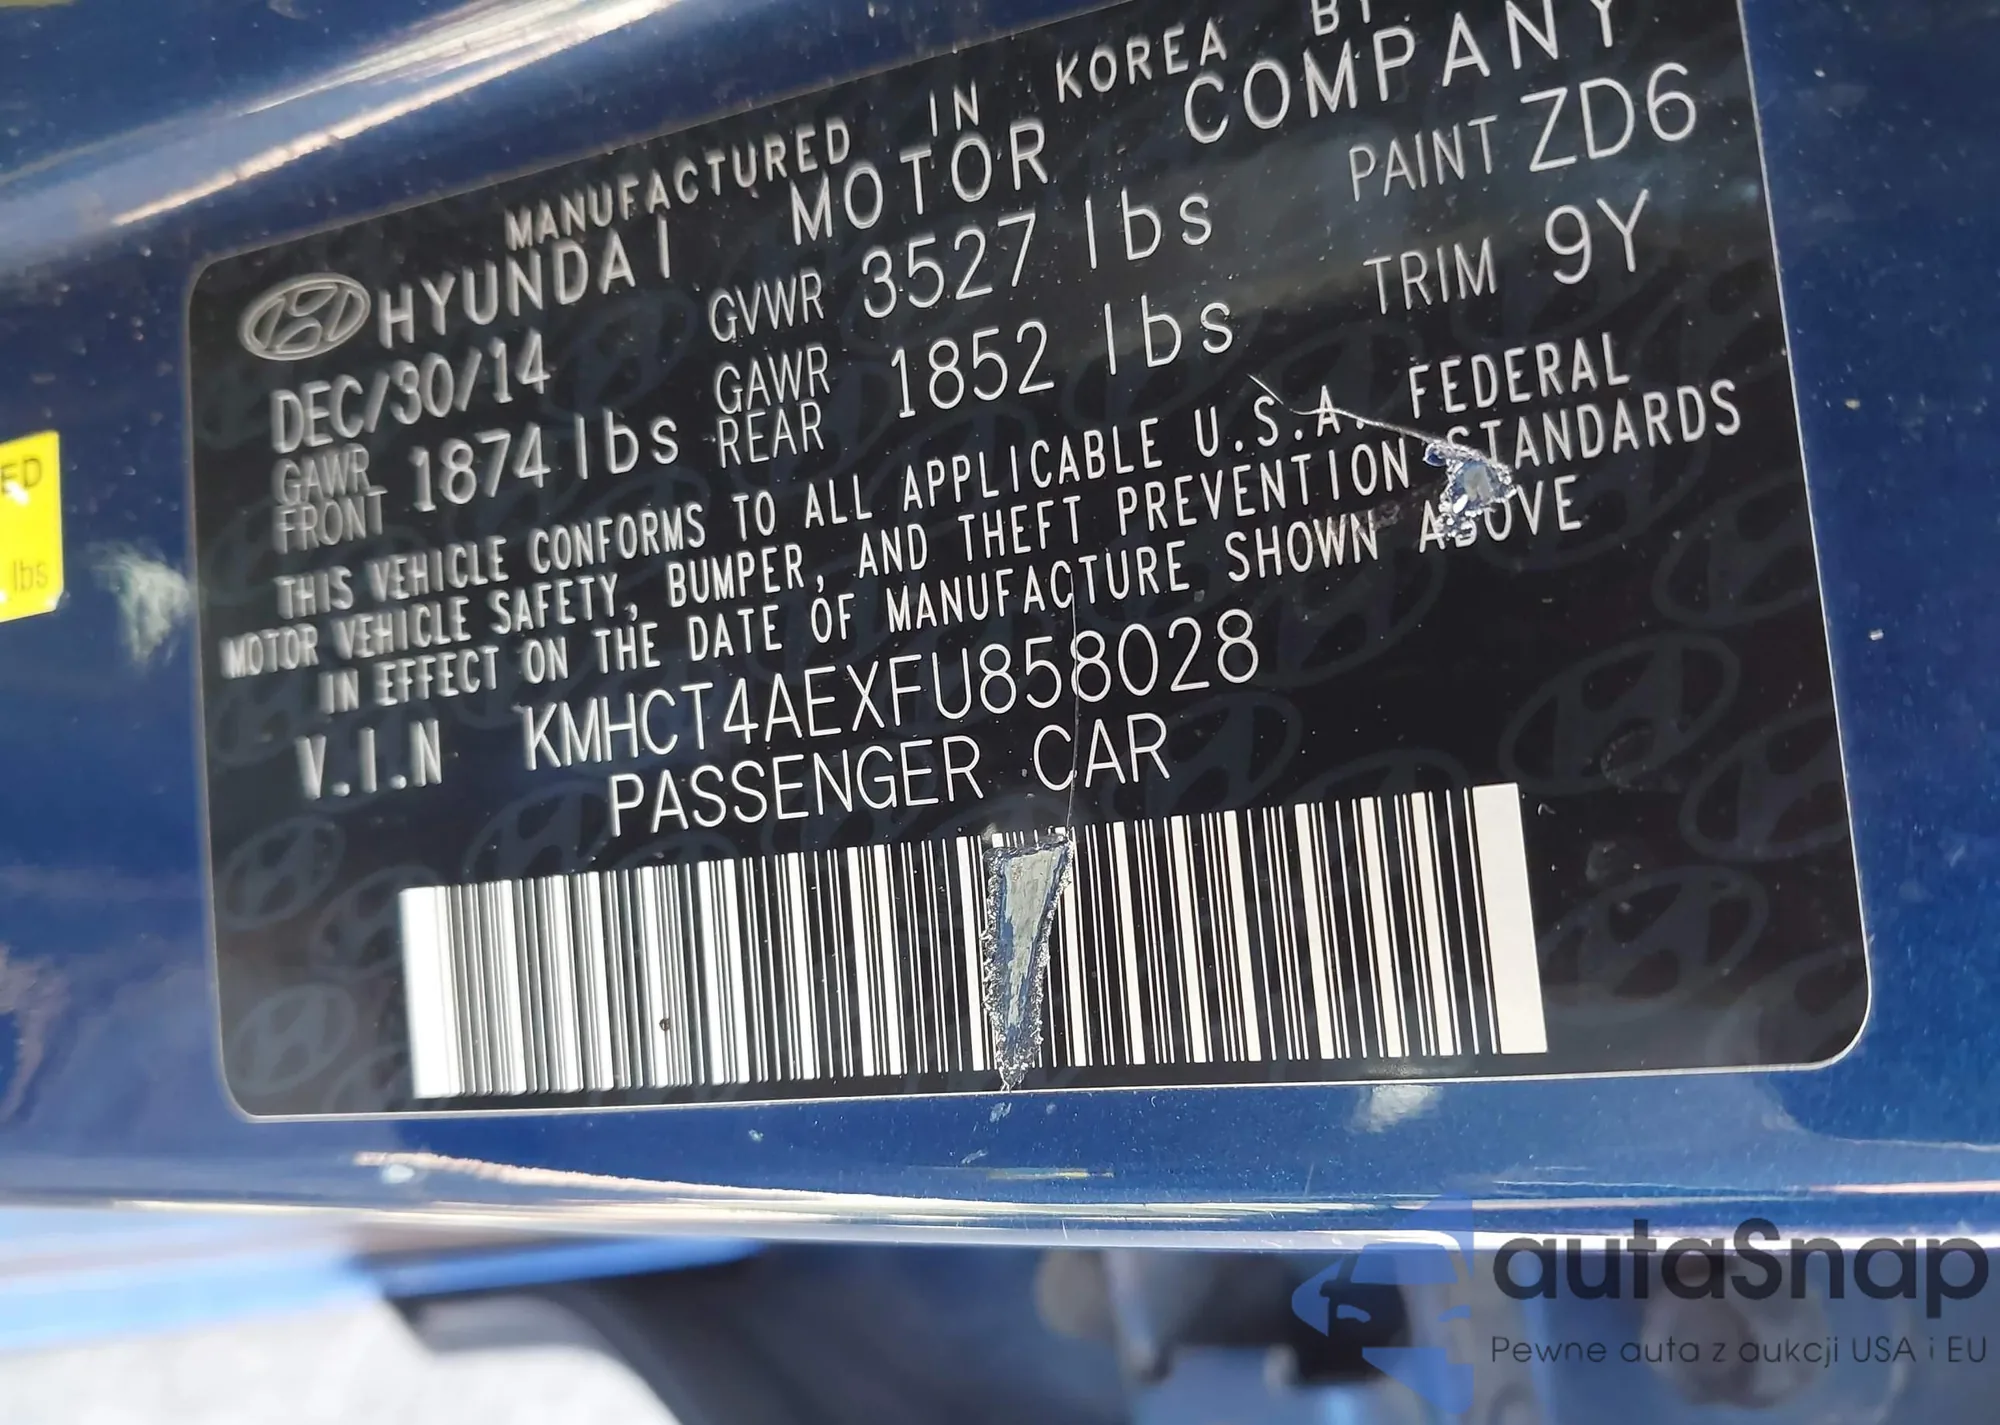 MANUFACTURED IN KOREA BY
HYUNDAI MOTOR COMPANY
DEC/30/14 GVWR 3527 lbs PAINT ZD6
GAWR FRONT 1874 lbs GAWR REAR 1852 lbs TRIM 9Y
THIS VEHICLE CONFORMS TO ALL APPLICABLE U.S.A. FEDERAL
MOTOR VEHICLE SAFETY, BUMPER, AND THEFT PREVENTION STANDARDS
IN EFFECT ON THE DATE OF MANUFACTURE SHOWN ABOVE
V.I.N KMHCT4AEXFU858028
PASSENGER CAR
ED
lbs
autaSnap
Pewne auta z aukcji USA i EU